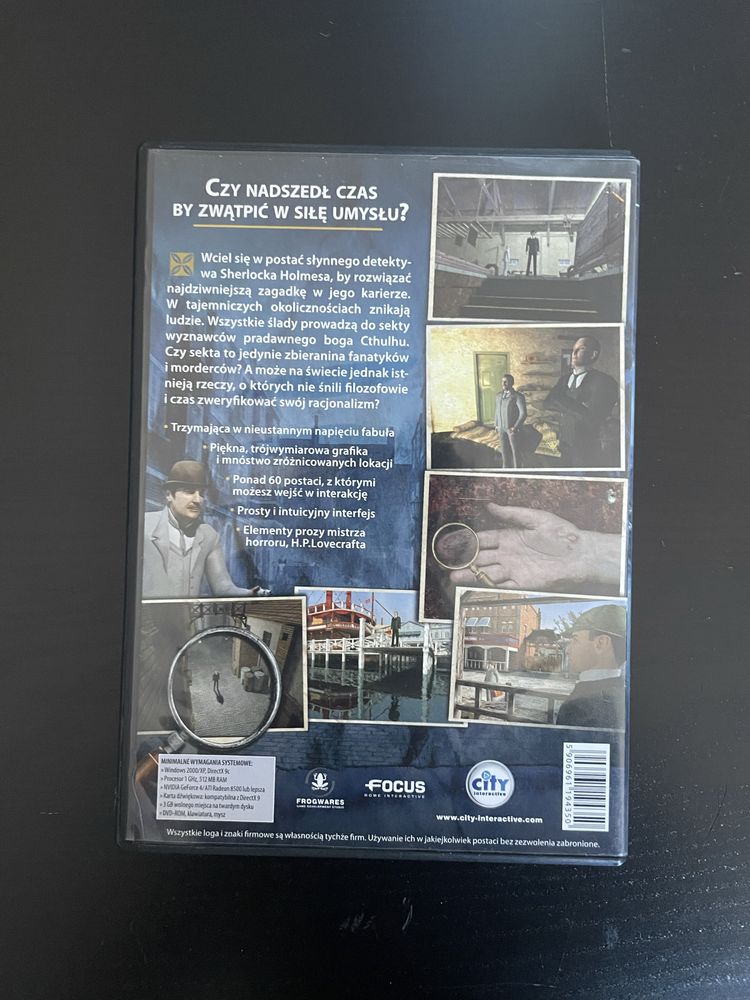 CZY NADSZEDŁ CZAS
BY ZWĄTPIĆ W SIŁĘ UMYSŁU?
Wciel się w postać słynnego detekty-
wa Sherlocka Holmesa, by rozwiązać
najdziwniejszą zagadkę w jego karierze.
W tajemniczych okolicznościach znikają
ludzie. Wszystkie ślady prowadzą do sekty
wyznawców pradawnego boga Cthulhu.
Czy sekta to jedynie zbieranina fanatyków
i morderców? A może na świecie jednak ist-
nieją rzeczy, o których nie śnili filozofowie
i czas zweryfikować swój racjonalizm?
• Trzymająca w nieustannym napięciu fabuła
• Piękna, trójwymiarowa grafika
i mnóstwo zróżnicowanych lokacji
• Ponad 60 postaci, z którymi
możesz wejść w interakcję
• Prosty i intuicyjny interfejs
• Elementy prozy mistrza
horroru, H.P.Lovecrafta
MINIMALNE WYMAGANIA SYSTEMOWE:
» Windows 2000/XP, DirectX 9c
» Procesor 1 GHz, 512 MB RAM
» NVIDIA GeForce 4/ATI Radeon 8500 lub lepsza
» Karta dźwiękowa: kompatybilna z DirectX 9
» 3 GB wolnego miejsca na twardym dysku
» DVD-ROM, klawiatura, mysz
FROGWARES
GAME DEVELOPMENT STUDIO
FOCUS
HOME INTERACTIVE
CITY
interactive
www.city-interactive.com
5 906961 194350
Wszystkie loga i znaki firmowe są własnością tychże firm. Używanie ich w jakiejkolwiek postaci bez zezwolenia zabronione.